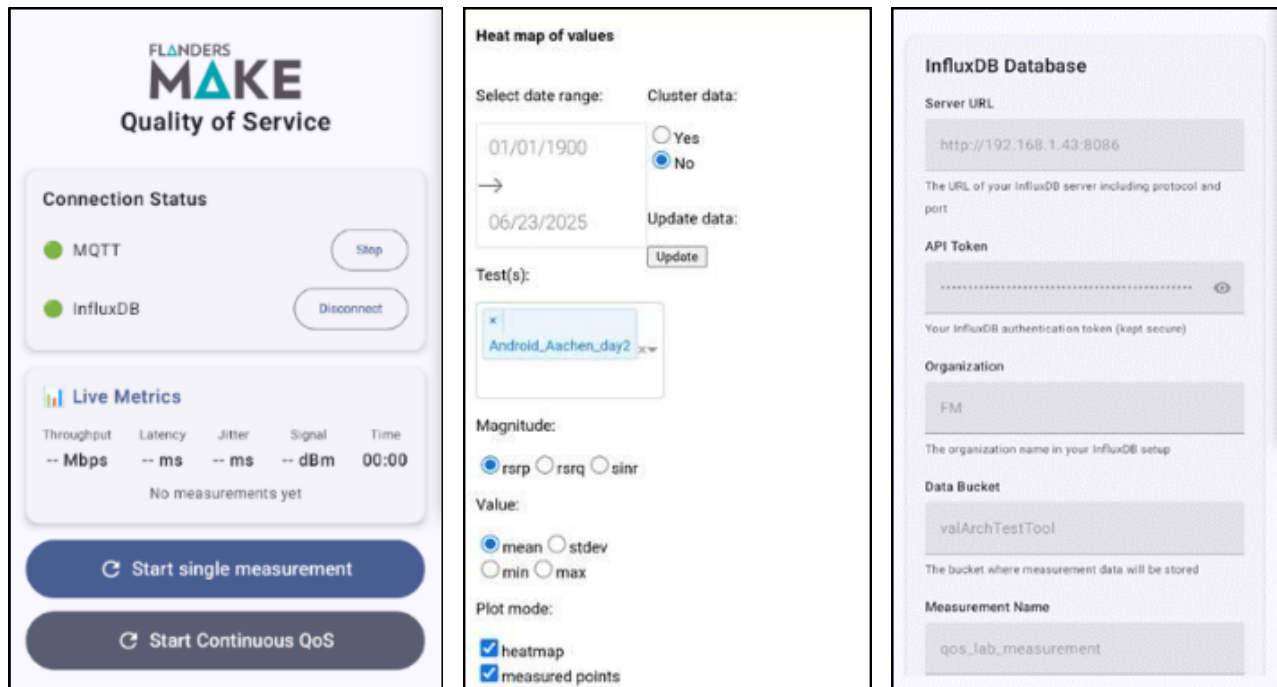 FLANDERS
MAKE
Quality of Service
Connection Status
MQTT
Stop
InfluxDB
Disconnect
Live Metrics
Throughput Latency Jitter Signal Time
-- Mbps -- ms -- ms -- dBm 00:00
No measurements yet
Start single measurement
Start Continuous QoS
Heat map of values
Select date range:
Cluster data:
01/01/1900
Yes
No
06/23/2025
Update data:
Update
Test(s):
×
Android_Aachen_day2
×
Magnitude:
rsrp rsrq sinr
Value:
mean stdev
min max
Plot mode:
heatmap
measured points
InfluxDB Database
Server URL
http://192.168.1.43:8086
The URL of your InfluxDB server including protocol and
port
API Token
Your InfluxDB authentication token (kept secure)
Organization
FM
The organization name in your InfluxDB setup
Data Bucket
valArchTestTool
The bucket where measurement data will be stored
Measurement Name
qos_lab_measurement